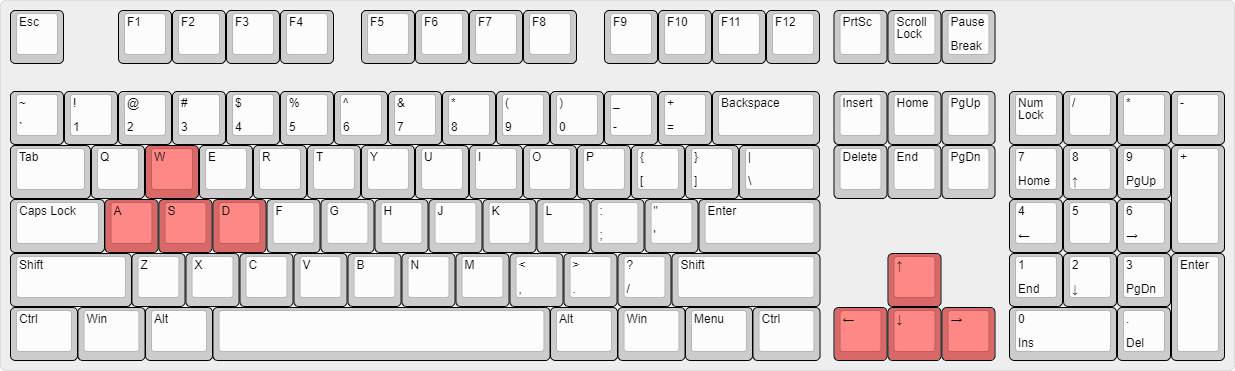 Esc F1 F2 F3 F4 F5 F6 F7 F8 F9 F10 F11 F12 PrtSc Scroll Pause
Lock Break
~ ! @ # $ % ^ & * ( ) _ + Backspace Insert Home PgUp Num / * -
Lock
` 1 2 3 4 5 6 7 8 9 0 - =
Tab Q W E R T Y U I O P { } | Delete End PgDn 7 8 9 +
[ ] \ Home ↑ PgUp
Caps Lock A S D F G H J K L : " Enter 4 5 6
; ' ← →
Shift Z X C V B N M < > ? Shift ↑ 1 2 3 Enter
, . / End ↓ PgDn
Ctrl Win Alt Alt Win Menu Ctrl ← ↓ → 0 .
Ins Del